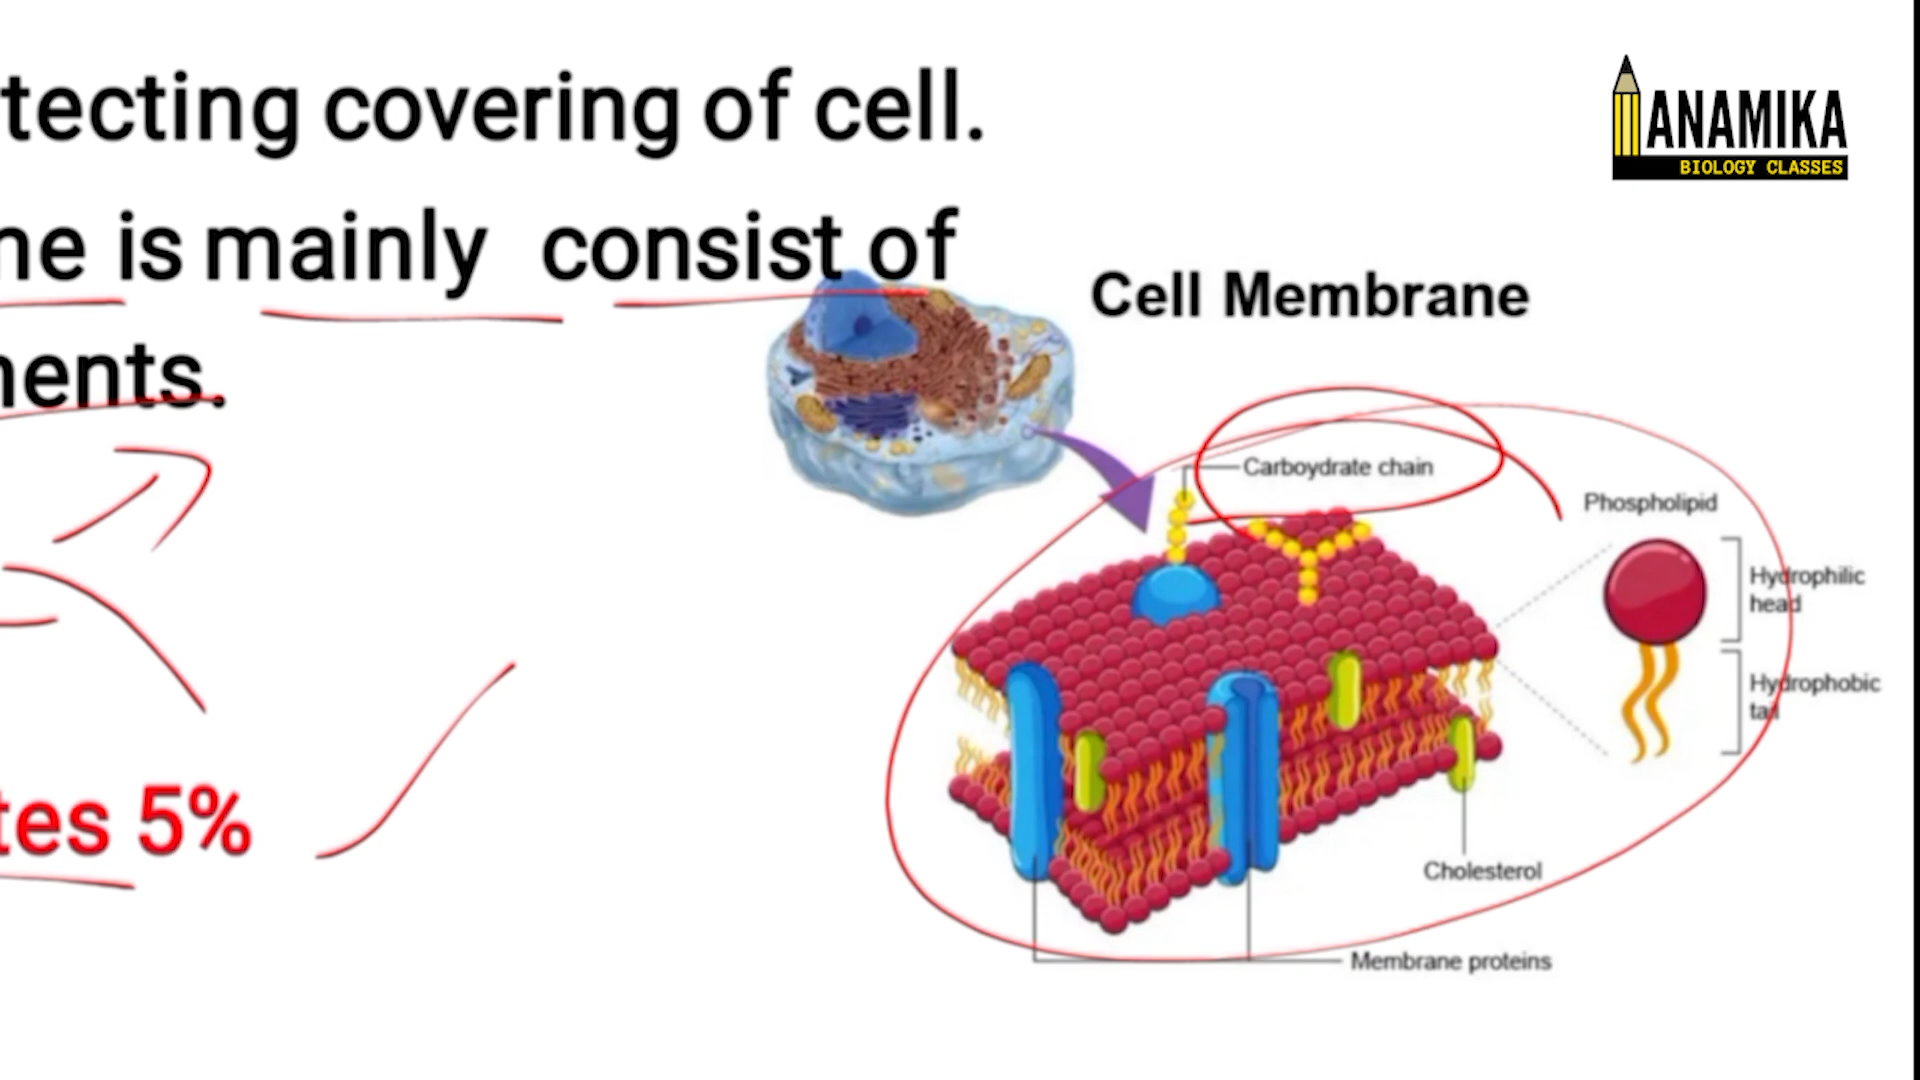 tecting covering of cell.
ne is mainly consist of
nents.
tes 5%
ANAMIKA
BIOLOGY CLASSES
Cell Membrane
Carboydrate chain
Phospholipid
Hydrophilic
head
Hydrophobic
tail
Cholesterol
Membrane proteins